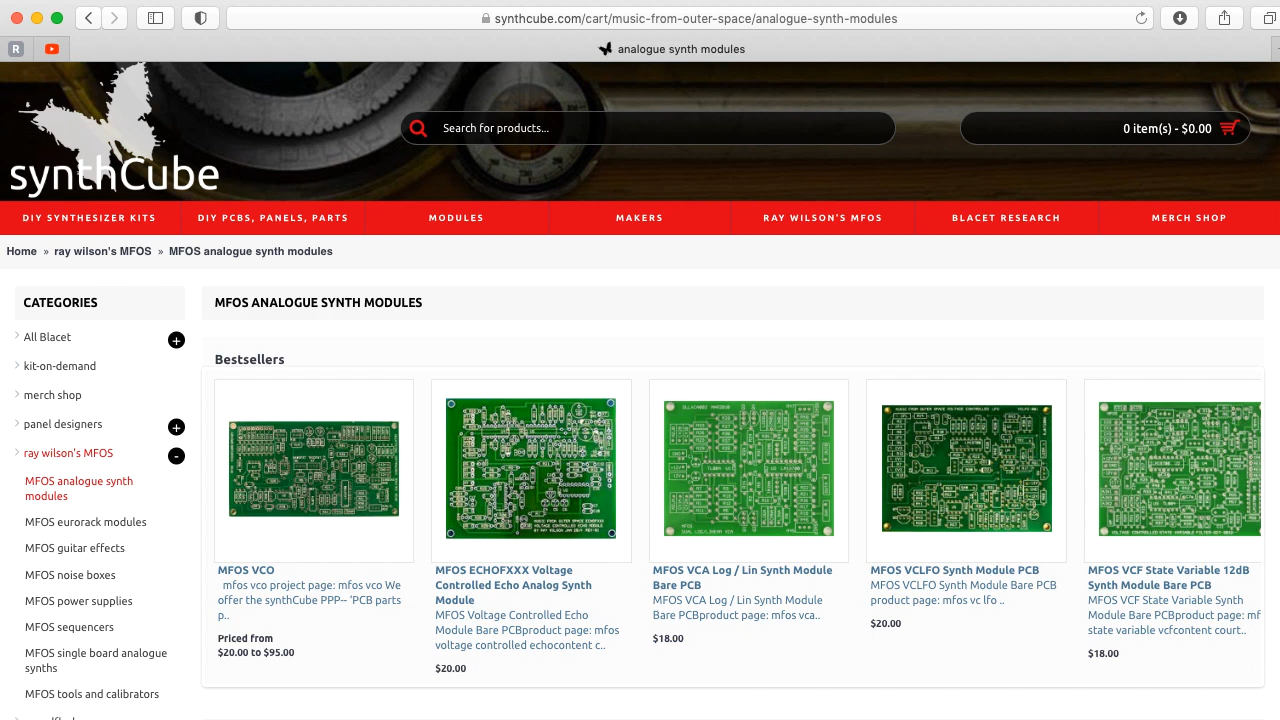 synthcube.com/cart/music-from-outer-space/analogue-synth-modules
R
analogue synth modules
synthCube
Search for products...
0 item(s) - $0.00
DIY SYNTHESIZER KITS
DIY PCBS, PANELS, PARTS
MODULES
MAKERS
RAY WILSON'S MFOS
BLACET RESEARCH
MERCH SHOP
Home » ray wilson's MFOS » MFOS analogue synth modules
CATEGORIES
All Blacet
kit-on-demand
merch shop
panel designers
ray wilson's MFOS
MFOS analogue synth
modules
MFOS eurorack modules
MFOS guitar effects
MFOS noise boxes
MFOS power supplies
MFOS sequencers
MFOS single board analogue
synths
MFOS tools and calibrators
MFOS ANALOGUE SYNTH MODULES
Bestsellers
MFOS VCO
mfos vco project page: mfos vco We
offer the synthCube PPP-- 'PCB parts
p..
Priced from
$20.00 to $95.00
MFOS ECHOFXXX Voltage
Controlled Echo Analog Synth
Module
MFOS Voltage Controlled Echo
Module Bare PCBproduct page: mfos
voltage controlled echocontent c..
$20.00
MFOS VCA Log / Lin Synth Module
Bare PCB
MFOS VCA Log / Lin Synth Module
Bare PCBproduct page: mfos vca..
$18.00
MFOS VCLFO Synth Module PCB
MFOS VCLFO Synth Module Bare PCB
product page: mfos vc lfo ..
$20.00
MFOS VCF State Variable 12dB
Synth Module Bare PCB
MFOS VCF State Variable Synth
Module Bare PCBproduct page: mf
state variable vcfcontent court..
$18.00